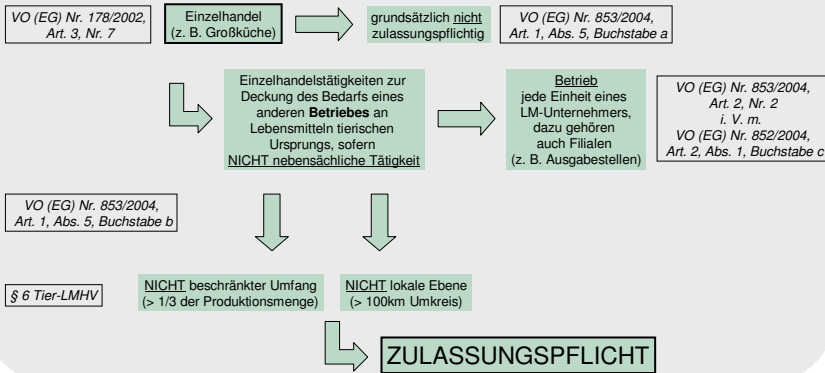 VO (EG) Nr. 178/2002,
Art. 3, Nr. 7
Einzelhandel
(z. B. Großküche)
grundsätzlich nicht
zulassungspflichtig
VO (EG) Nr. 853/2004,
Art. 1, Abs. 5, Buchstabe a
Einzelhandelstätigkeiten zur
Deckung des Bedarfs eines
anderen Betriebes an
Lebensmitteln tierischen
Ursprungs, sofern
NICHT nebensächliche Tätigkeit
Betrieb
jede Einheit eines
LM-Unternehmers,
dazu gehören
auch Filialen
(z. B. Ausgabestellen)
VO (EG) Nr. 853/2004,
Art. 2, Nr. 2
i. V. m.
VO (EG) Nr. 852/2004,
Art. 2, Abs. 1, Buchstabe c
VO (EG) Nr. 853/2004,
Art. 1, Abs. 5, Buchstabe b
§ 6 Tier-LMHV
NICHT beschränkter Umfang
(> 1/3 der Produktionsmenge)
NICHT lokale Ebene
(> 100km Umkreis)
ZULASSUNGSPFLICHT